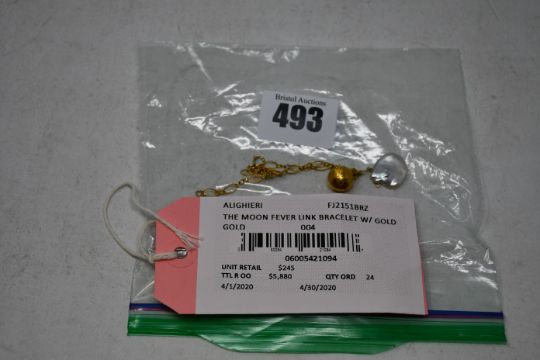 Bristal Auctions
493
ALIGHIERI FJ2151BRZ
THE MOON FEVER LINK BRACELET W/ GOLD
GOLD 004
06005421094
UNIT RETAIL $245
TTL R OO $5,880 QTY ORD 24
4/1/2020 4/30/2020